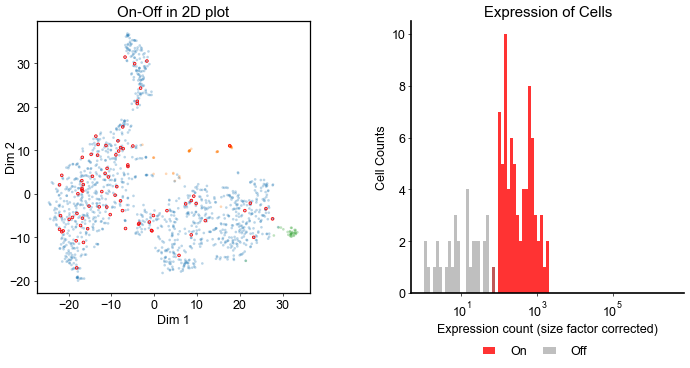 On-Off in 2D plot
Expression of Cells
Dim 2
30
20
10
0
−10
−20
−20 −10 0 10 20 30
Dim 1
Cell Counts
10
8
6
4
2
0
10^1 10^3 10^5
Expression count (size factor corrected)
On Off